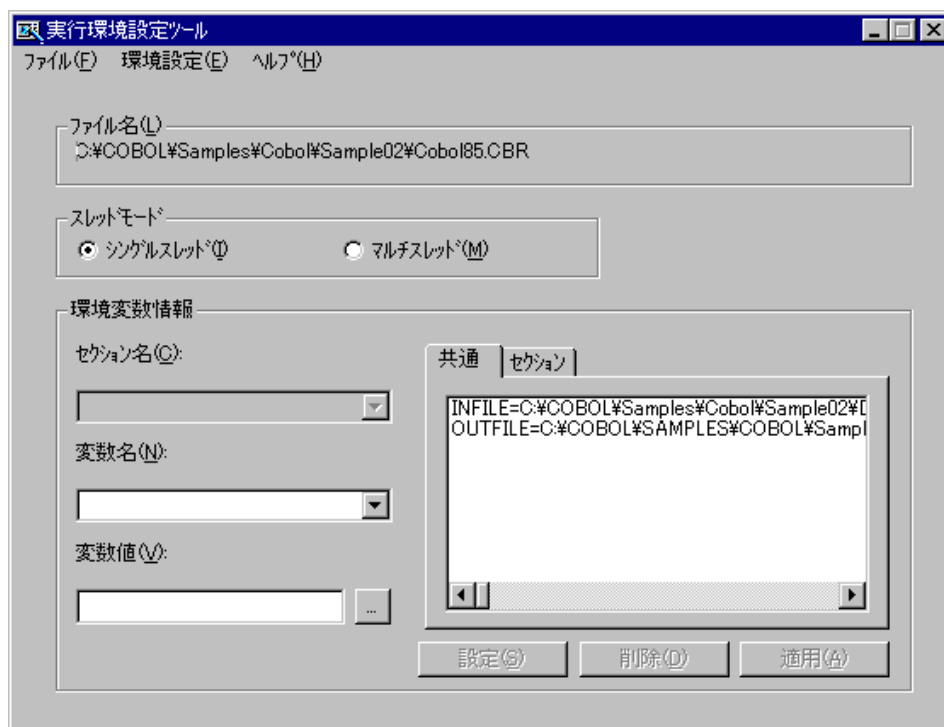 実行環境設定ツール
ファイル(F) 環境設定(E) ヘルプ(H)
ファイル名(L)
C:¥COBOL¥Samples¥Cobol¥Sample02¥Cobol85.CBR
スレッドモード
シングルスレッド(I) マルチスレッド(M)
環境変数情報
セクション名(C):
共通 セクション
INFILE=C:¥COBOL¥Samples¥Cobol¥Sample02¥D
OUTFILE=C:¥COBOL¥SAMPLES¥COBOL¥Sampl
変数名(N):
変数値(V):
...
設定(S) 削除(D) 適用(A)